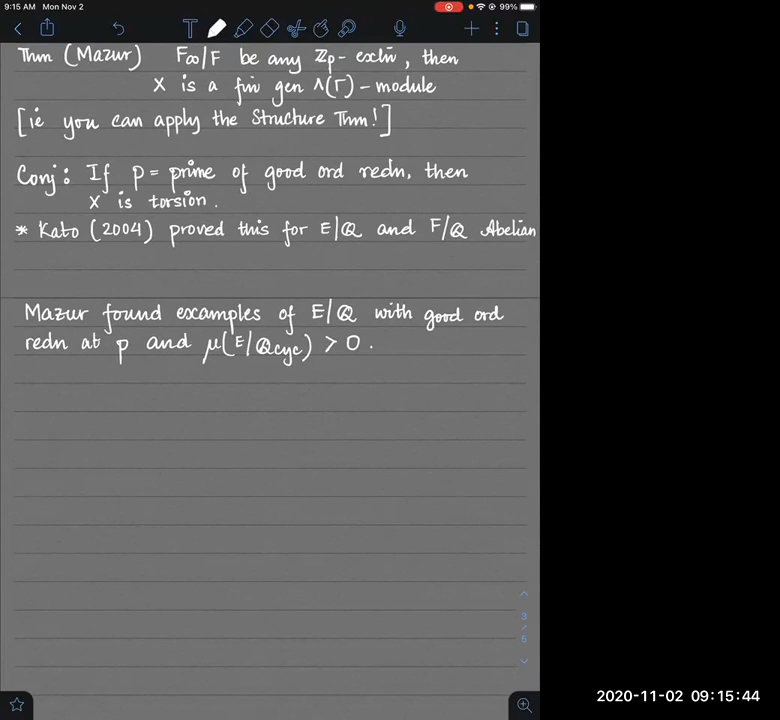 9:15 AM Mon Nov 2
99%
Thm (Mazur) F∞/F be any ℤp-extn, then
X is a fin gen Λ(Γ)-module
[ie you can apply the Structure Thm!]
Conj: If p = prime of good ord redn, then
X is torsion.
* Kato (2004) proved this for E/ℚ and F/ℚ Abelian
Mazur found examples of E/ℚ with good ord
redn at p and μ(E/ℚcyc) > 0.
3
/
5
2020-11-02 09:15:44